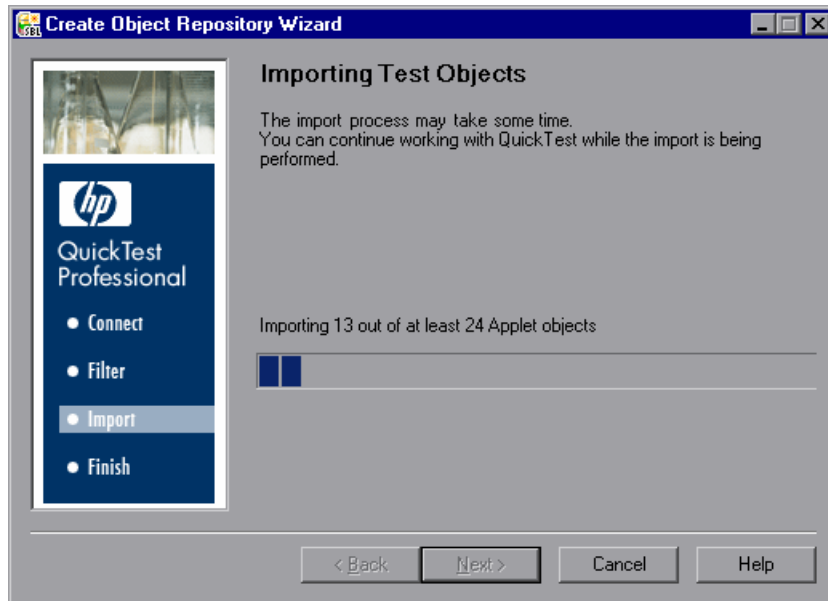 SBL Create Object Repository Wizard
Importing Test Objects
The import process may take some time.
You can continue working with QuickTest while the import is being
performed.
hp
QuickTest
Professional
Connect
Filter
Import
Finish
Importing 13 out of at least 24 Applet objects
< Back
Next >
Cancel
Help